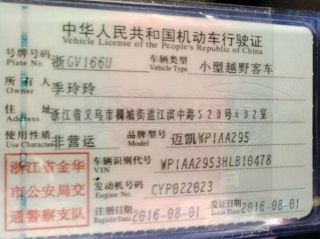 中华人民共和国机动车行驶证
Vehicle License of the People's Republic of China
号牌号码 浙GV166U 车辆类型 小型越野客车
Plate No. Vehicle Type
所有人 李玲玲
Owner
住址 浙江省义乌市稠城街道江滨中路520号402室
Address
使用性质 非营运 品牌型号 迈凯WP1AA295
Use Character Model
浙江省金华
市公安局交
通警察支队
车辆识别代号 WP1AA2953HLB10478
VIN
发动机号码 CYP022023
Engine No.
注册日期 2016-08-01 发证日期 2016-08-01
Register Date Issue Date